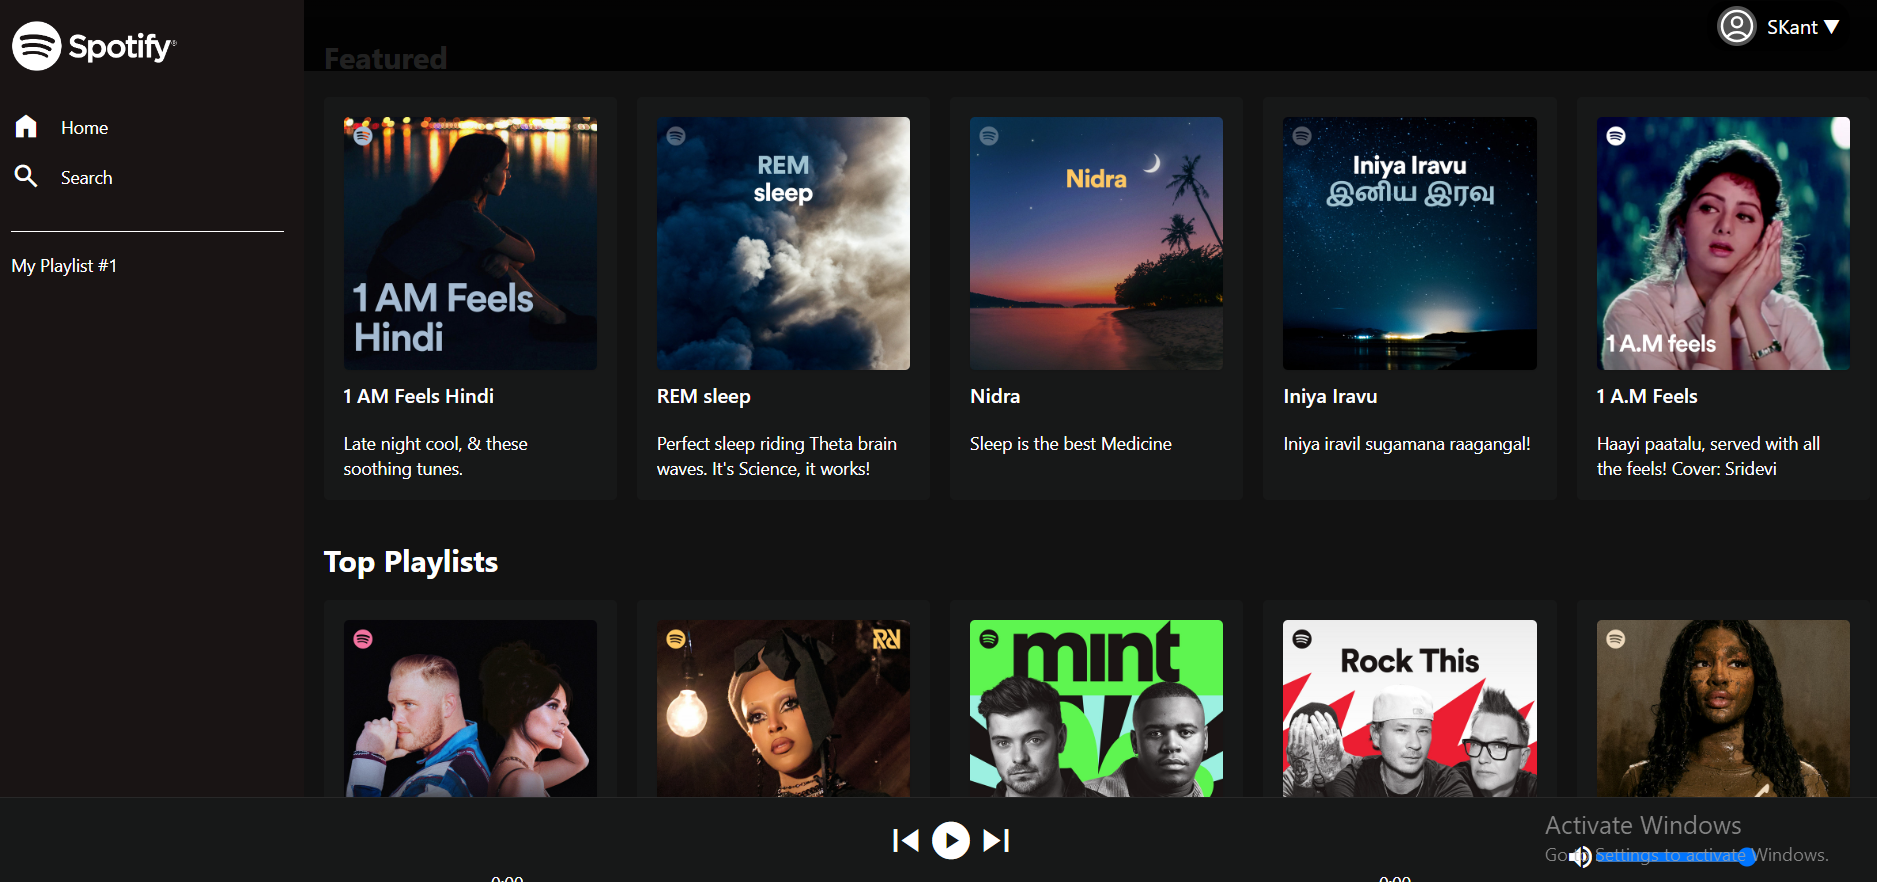 Spotify
Home
Search
My Playlist #1
SKant ▼
Featured
1 AM Feels
Hindi
1 AM Feels Hindi
Late night cool, & these
soothing tunes.
REM
sleep
REM sleep
Perfect sleep riding Theta brain
waves. It's Science, it works!
Nidra
Nidra
Sleep is the best Medicine
Iniya Iravu
இனிய இரவு
Iniya Iravu
Iniya iravil sugamana raagangal!
1 A.M feels
1 A.M Feels
Haayi paatalu, served with all
the feels! Cover: Sridevi
Top Playlists
mint
Rock This
0:00
0:00
Activate Windows
Go to Settings to activate Windows.